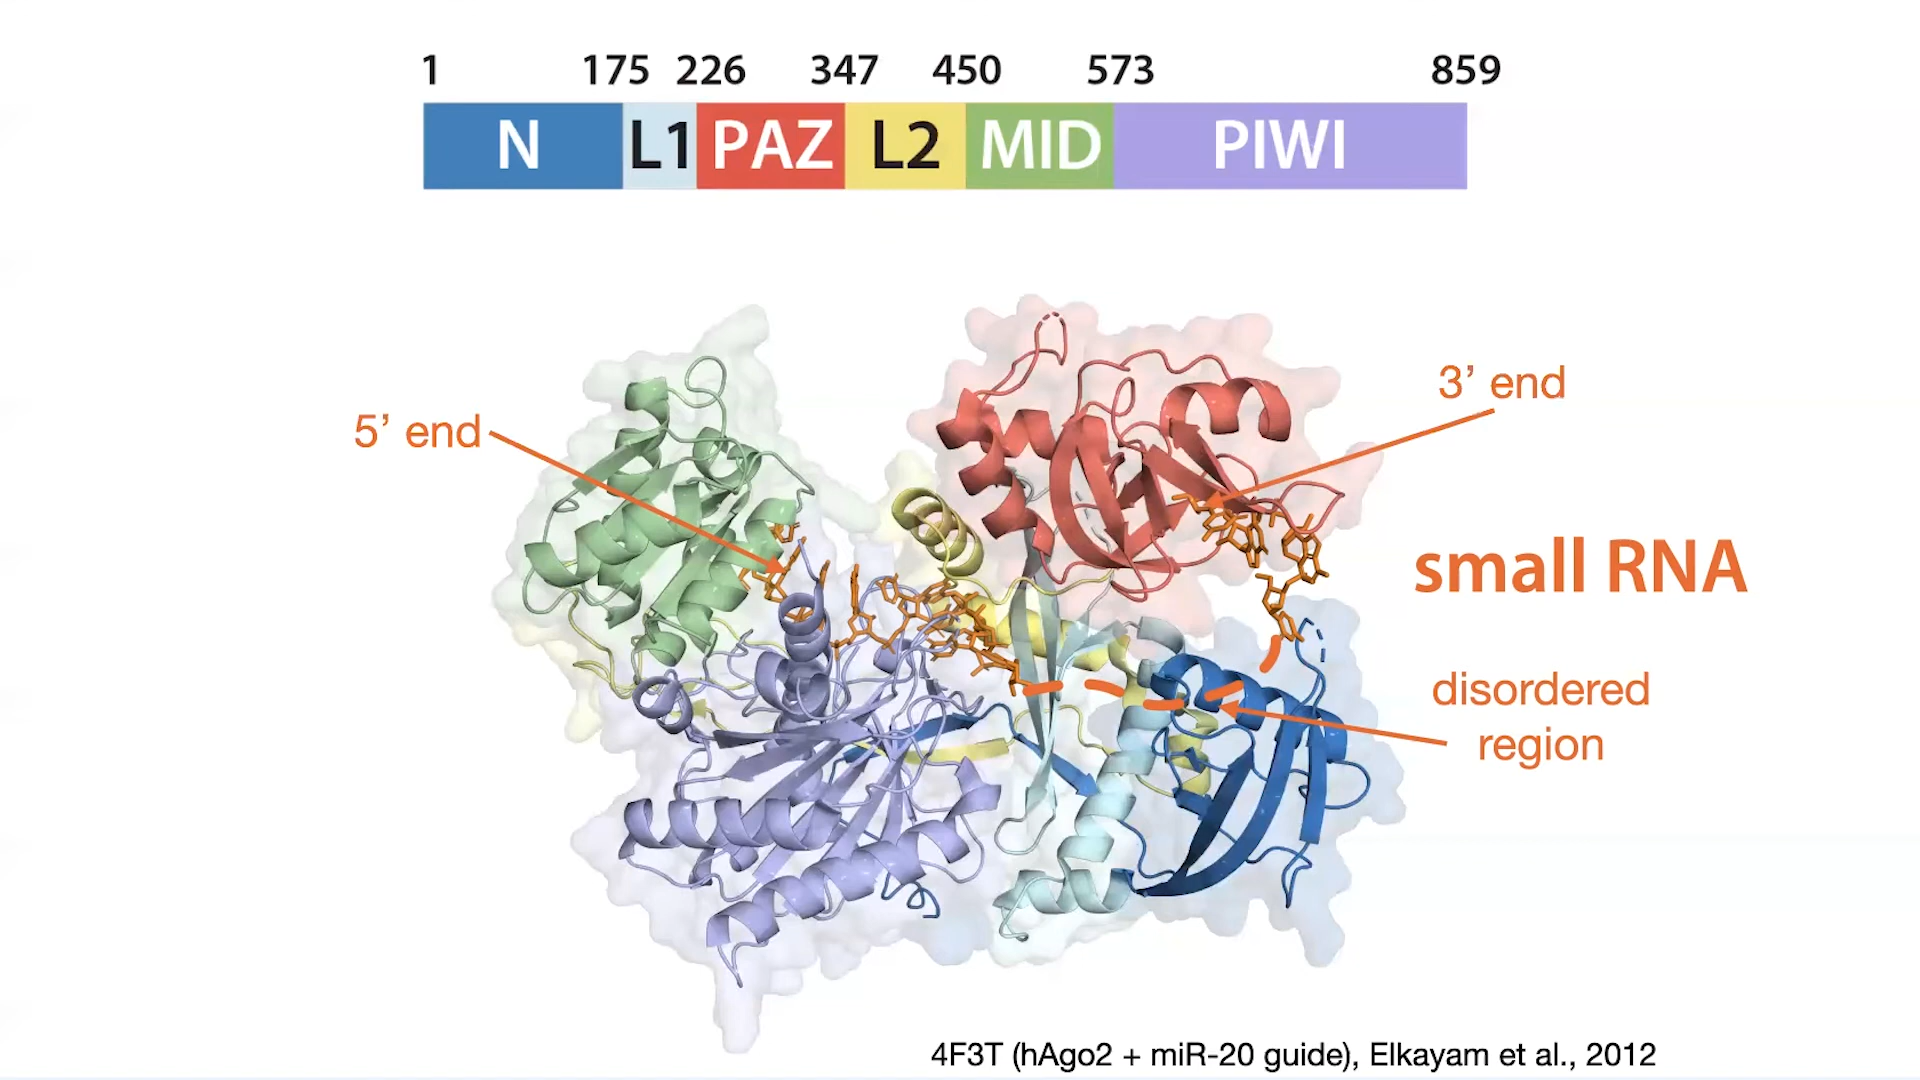 1 175 226 347 450 573 859
N L1 PAZ L2 MID PIWI
3’ end
5’ end
small RNA
disordered
region
4F3T (hAgo2 + miR-20 guide), Elkayam et al., 2012